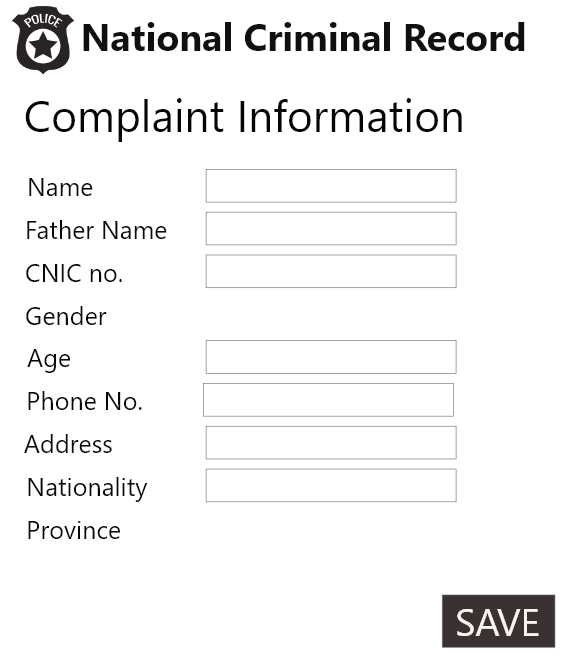 POLICE
National Criminal Record
Complaint Information
Name
Father Name
CNIC no.
Gender
Age
Phone No.
Address
Nationality
Province
SAVE